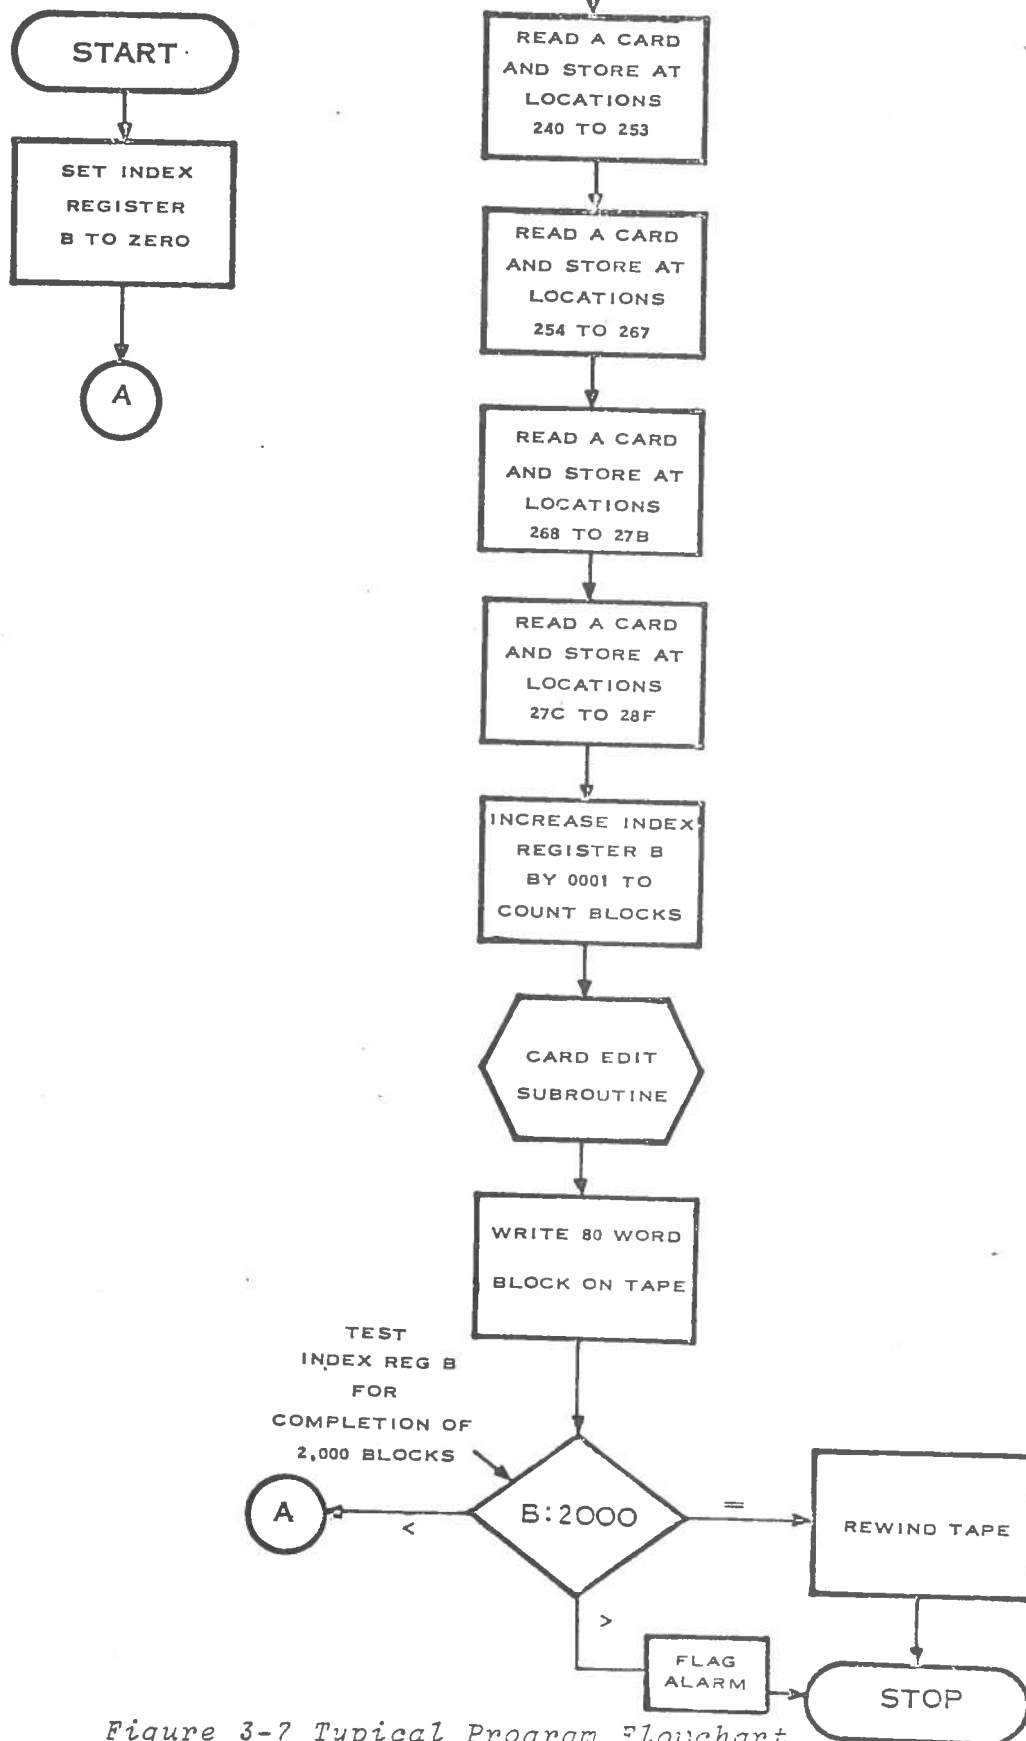 START
SET INDEX
REGISTER
B TO ZERO
A
READ A CARD
AND STORE AT
LOCATIONS
240 TO 253
READ A CARD
AND STORE AT
LOCATIONS
254 TO 267
READ A CARD
AND STORE AT
LOCATIONS
268 TO 27B
READ A CARD
AND STORE AT
LOCATIONS
27C TO 28F
INCREASE INDEX
REGISTER B
BY 0001 TO
COUNT BLOCKS
CARD EDIT
SUBROUTINE
WRITE 80 WORD
BLOCK ON TAPE
TEST
INDEX REG B
FOR
COMPLETION OF
2,000 BLOCKS
A
<
B:2000
=
REWIND TAPE
>
FLAG
ALARM
STOP
Figure 3-7 Typical Program Flowchart